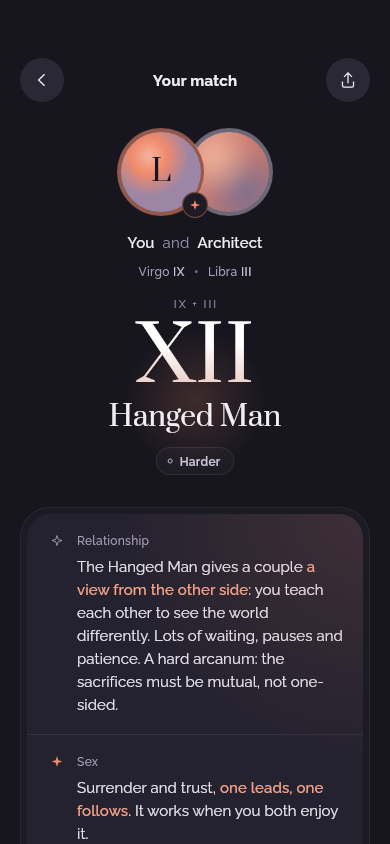 Your match
L
You and Architect
Virgo IX • Libra III
IX + III
XII
Hanged Man
Harder
Relationship
The Hanged Man gives a couple a
view from the other side: you teach
each other to see the world
differently. Lots of waiting, pauses and
patience. A hard arcanum: the
sacrifices must be mutual, not one-
sided.
Sex
Surrender and trust, one leads, one
follows. It works when you both enjoy
it.